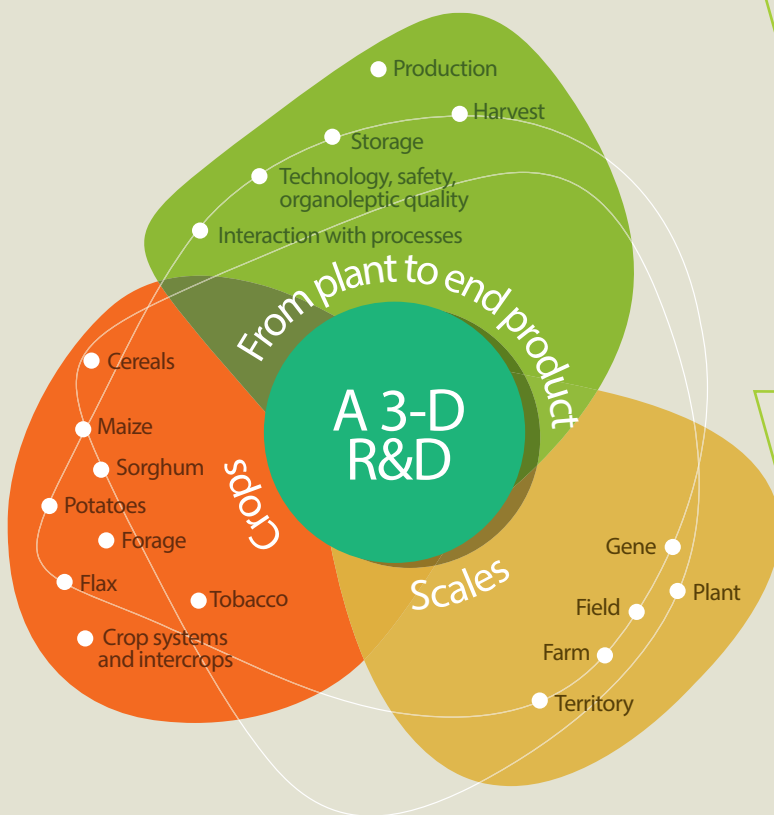 Production
Harvest
Storage
Technology, safety,
organoleptic quality
Interaction with processes
From plant to end product
A 3-D
R&D
Crops
Cereals
Maize
Sorghum
Potatoes
Forage
Flax
Tobacco
Crop systems
and intercrops
Scales
Gene
Plant
Field
Farm
Territory